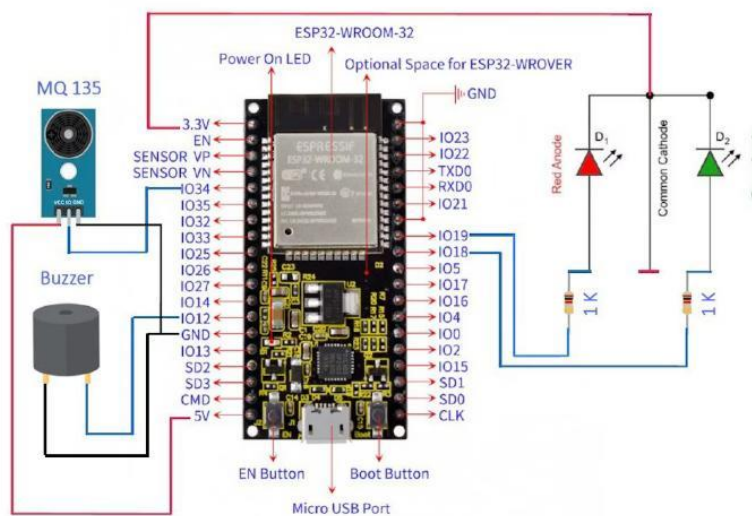 ESP32-WROOM-32
Power On LED
Optional Space for ESP32-WROVER
MQ 135
GND
3.3V
EN
SENSOR VP
SENSOR VN
IO34
IO35
IO32
IO33
IO25
IO26
IO27
IO14
IO12
GND
IO13
SD2
SD3
CMD
5V
IO23
IO22
TXD0
RXD0
IO21
IO19
IO18
IO5
IO17
IO16
IO4
IO0
IO2
IO15
SD1
SD0
CLK
ESPRESSIF
ESP32-WROOM-32
Buzzer
Red Anode
D1
Common Cathode
D2
1 K
1 K
EN Button
Boot Button
Micro USB Port